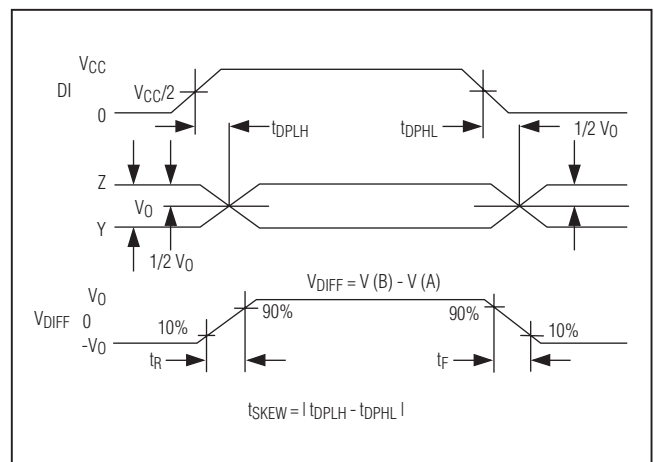 VCC
DI
VCC/2
0
tDPLH
tDPHL
1/2 VO
Z
VO
Y
1/2 VO
VDIFF = V (B) - V (A)
VO
VDIFF 0
-VO
10%
90%
90%
10%
tR
tF
tSKEW = | tDPLH - tDPHL |